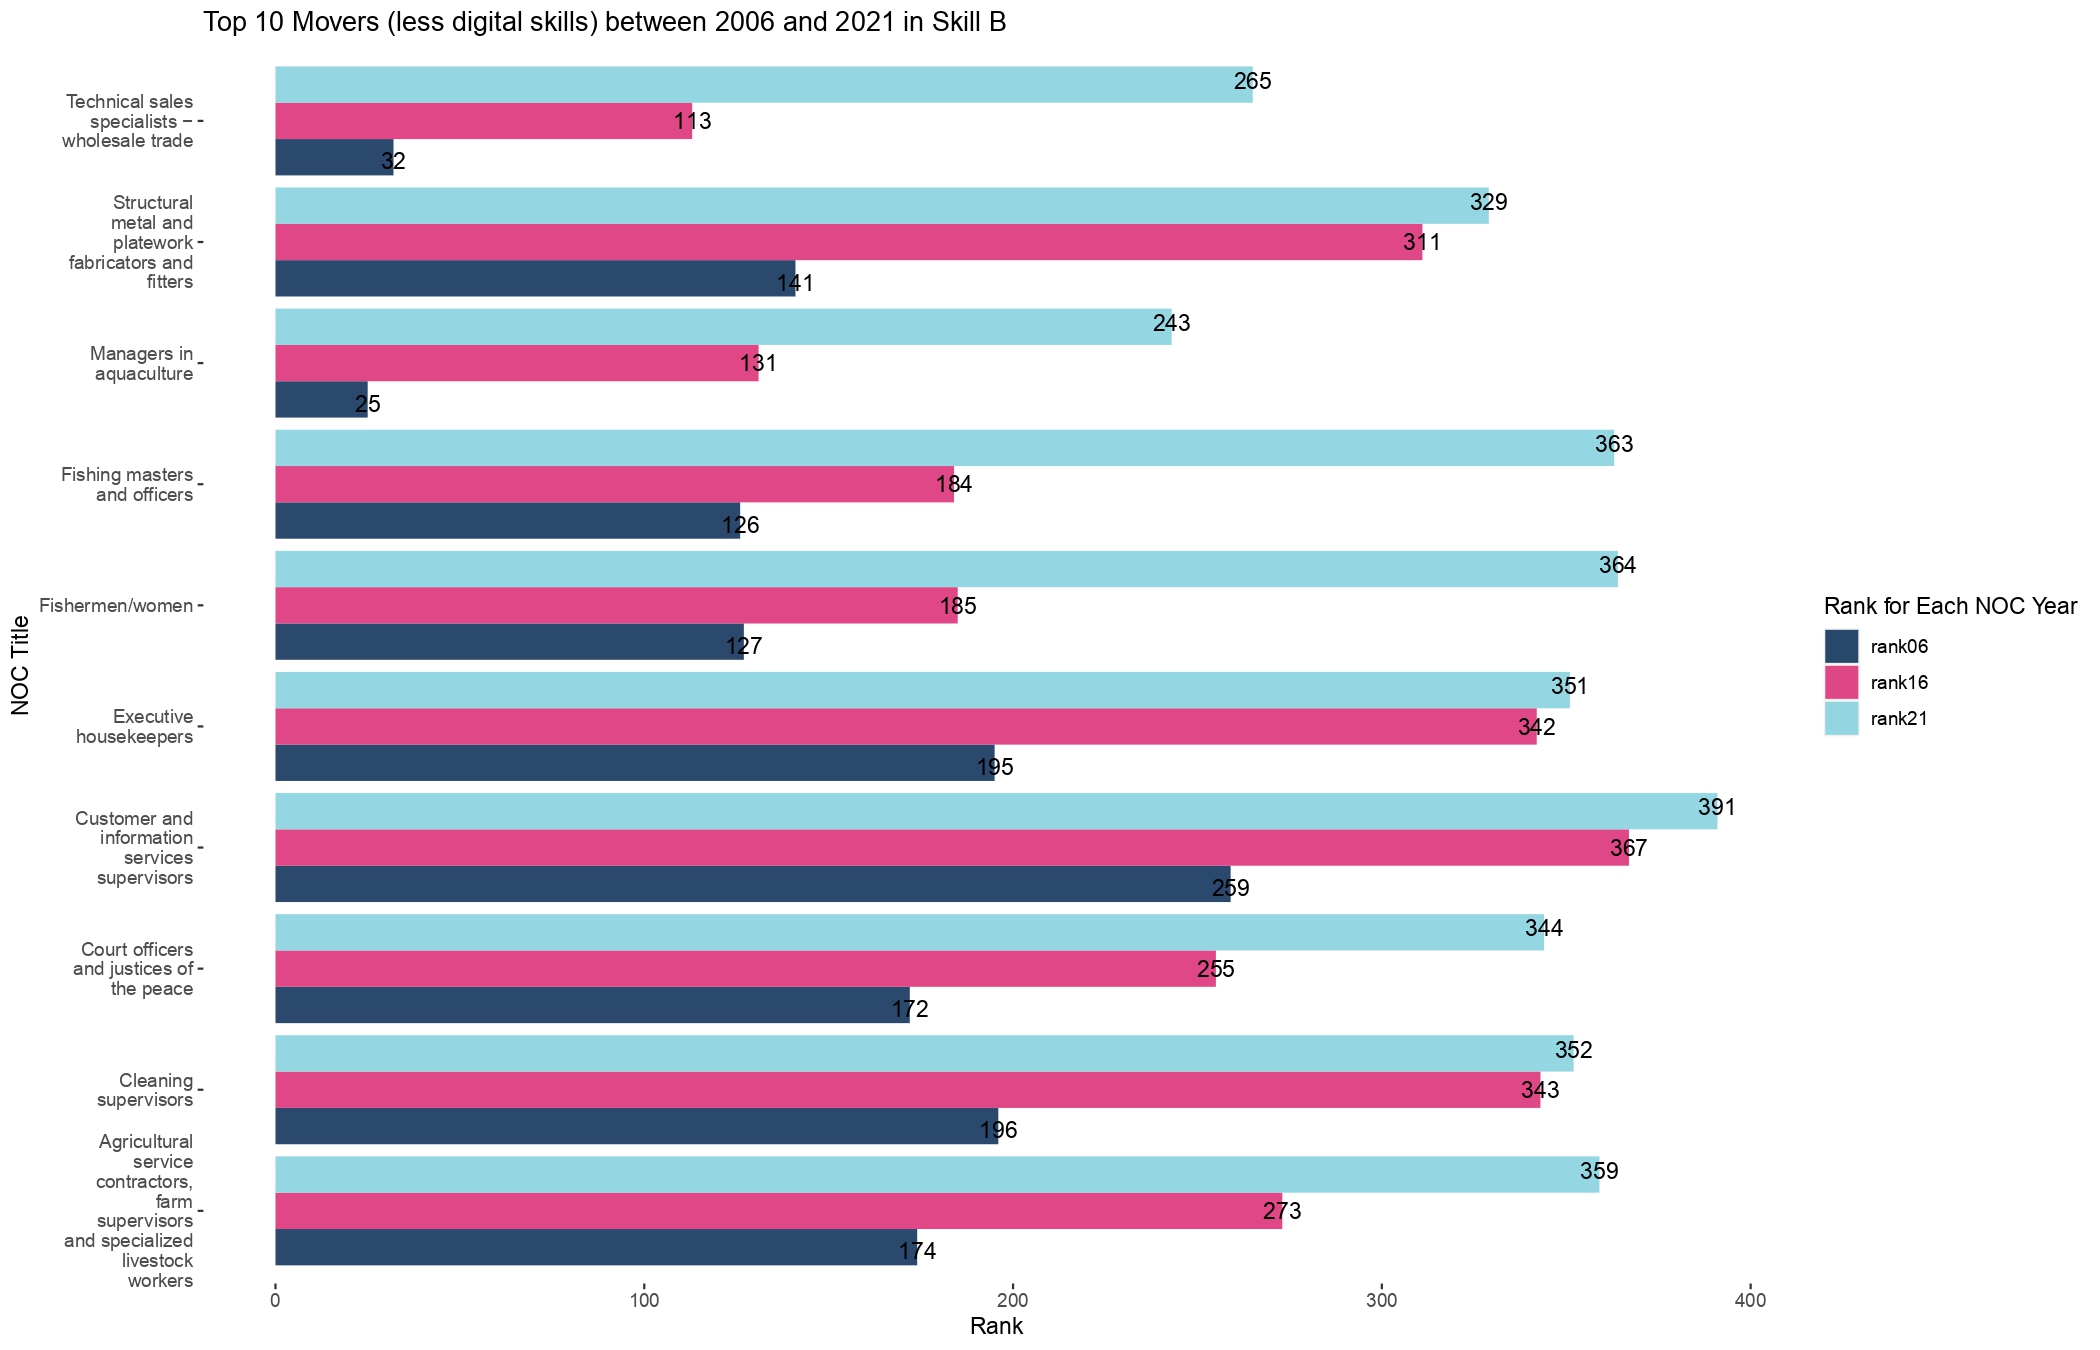 Top 10 Movers (less digital skills) between 2006 and 2021 in Skill B
NOC Title
Technical sales
specialists −
wholesale trade
265
113
32
Structural
metal and
platework
fabricators and
fitters
329
311
141
Managers in
aquaculture
243
131
25
Fishing masters
and officers
363
184
126
Fishermen/women
364
185
127
Executive
housekeepers
351
342
195
Customer and
information
services
supervisors
391
367
259
Court officers
and justices of
the peace
344
255
172
Cleaning
supervisors
352
343
196
Agricultural
service
contractors,
farm
supervisors
and specialized
livestock
workers
359
273
174
0 100 200 300 400
Rank
Rank for Each NOC Year
rank06
rank16
rank21